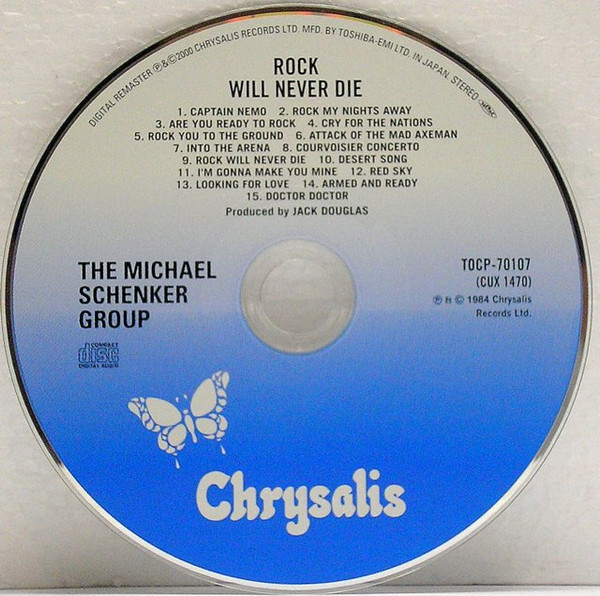 DIGITAL REMASTER ℗&©2000 CHRYSALIS RECORDS LTD. MFD. BY TOSHIBA-EMI LTD. IN JAPAN, STEREO
ROCK
WILL NEVER DIE
1. CAPTAIN NEMO 2. ROCK MY NIGHTS AWAY
3. ARE YOU READY TO ROCK 4. CRY FOR THE NATIONS
5. ROCK YOU TO THE GROUND 6. ATTACK OF THE MAD AXEMAN
7. INTO THE ARENA 8. COURVOISIER CONCERTO
9. ROCK WILL NEVER DIE 10. DESERT SONG
11. I'M GONNA MAKE YOU MINE 12. RED SKY
13. LOOKING FOR LOVE 14. ARMED AND READY
15. DOCTOR DOCTOR
Produced by JACK DOUGLAS
THE MICHAEL
SCHENKER
GROUP
TOCP-70107
(CUX 1470)
℗ © 1984 Chrysalis
Records Ltd.
COMPACT
disc
DIGITAL AUDIO
Chrysalis